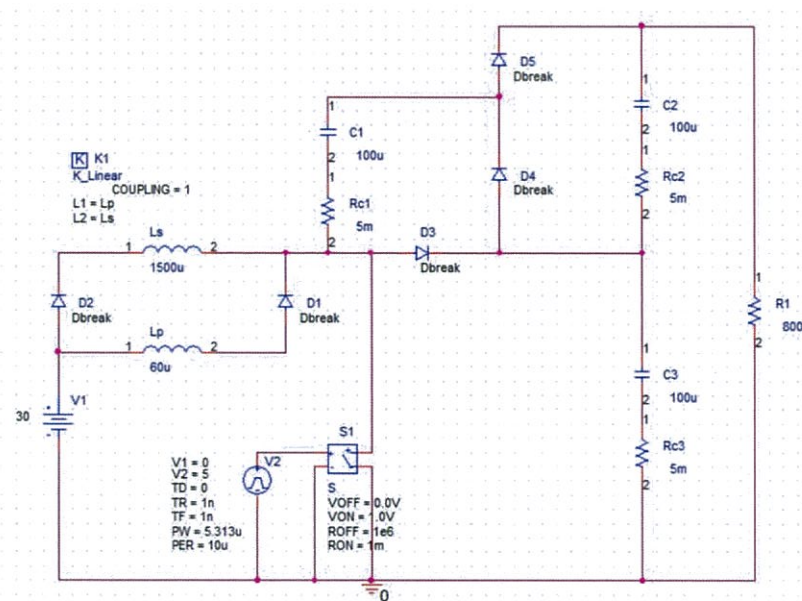 D5
Dbreak
1
C2
2
100u
1
Rc2
5m
2
1
C1
2
100u
1
Rc1
5m
2
D4
Dbreak
K K1
K_Linear
COUPLING = 1
L1 = Lp
L2 = Ls
Ls
1 2
1500u
D3
Dbreak
D2
Dbreak
D1
Dbreak
Lp
1 2
60u
1
R1
800
2
1
C3
2
100u
1
Rc3
5m
2
30
V1
V2
V1 = 0
V2 = 5
TD = 0
TR = 1n
TF = 1n
PW = 5.313u
PER = 10u
S1
S
VOFF = 0.0V
VON = 1.0V
ROFF = 1e6
RON = 1m
0